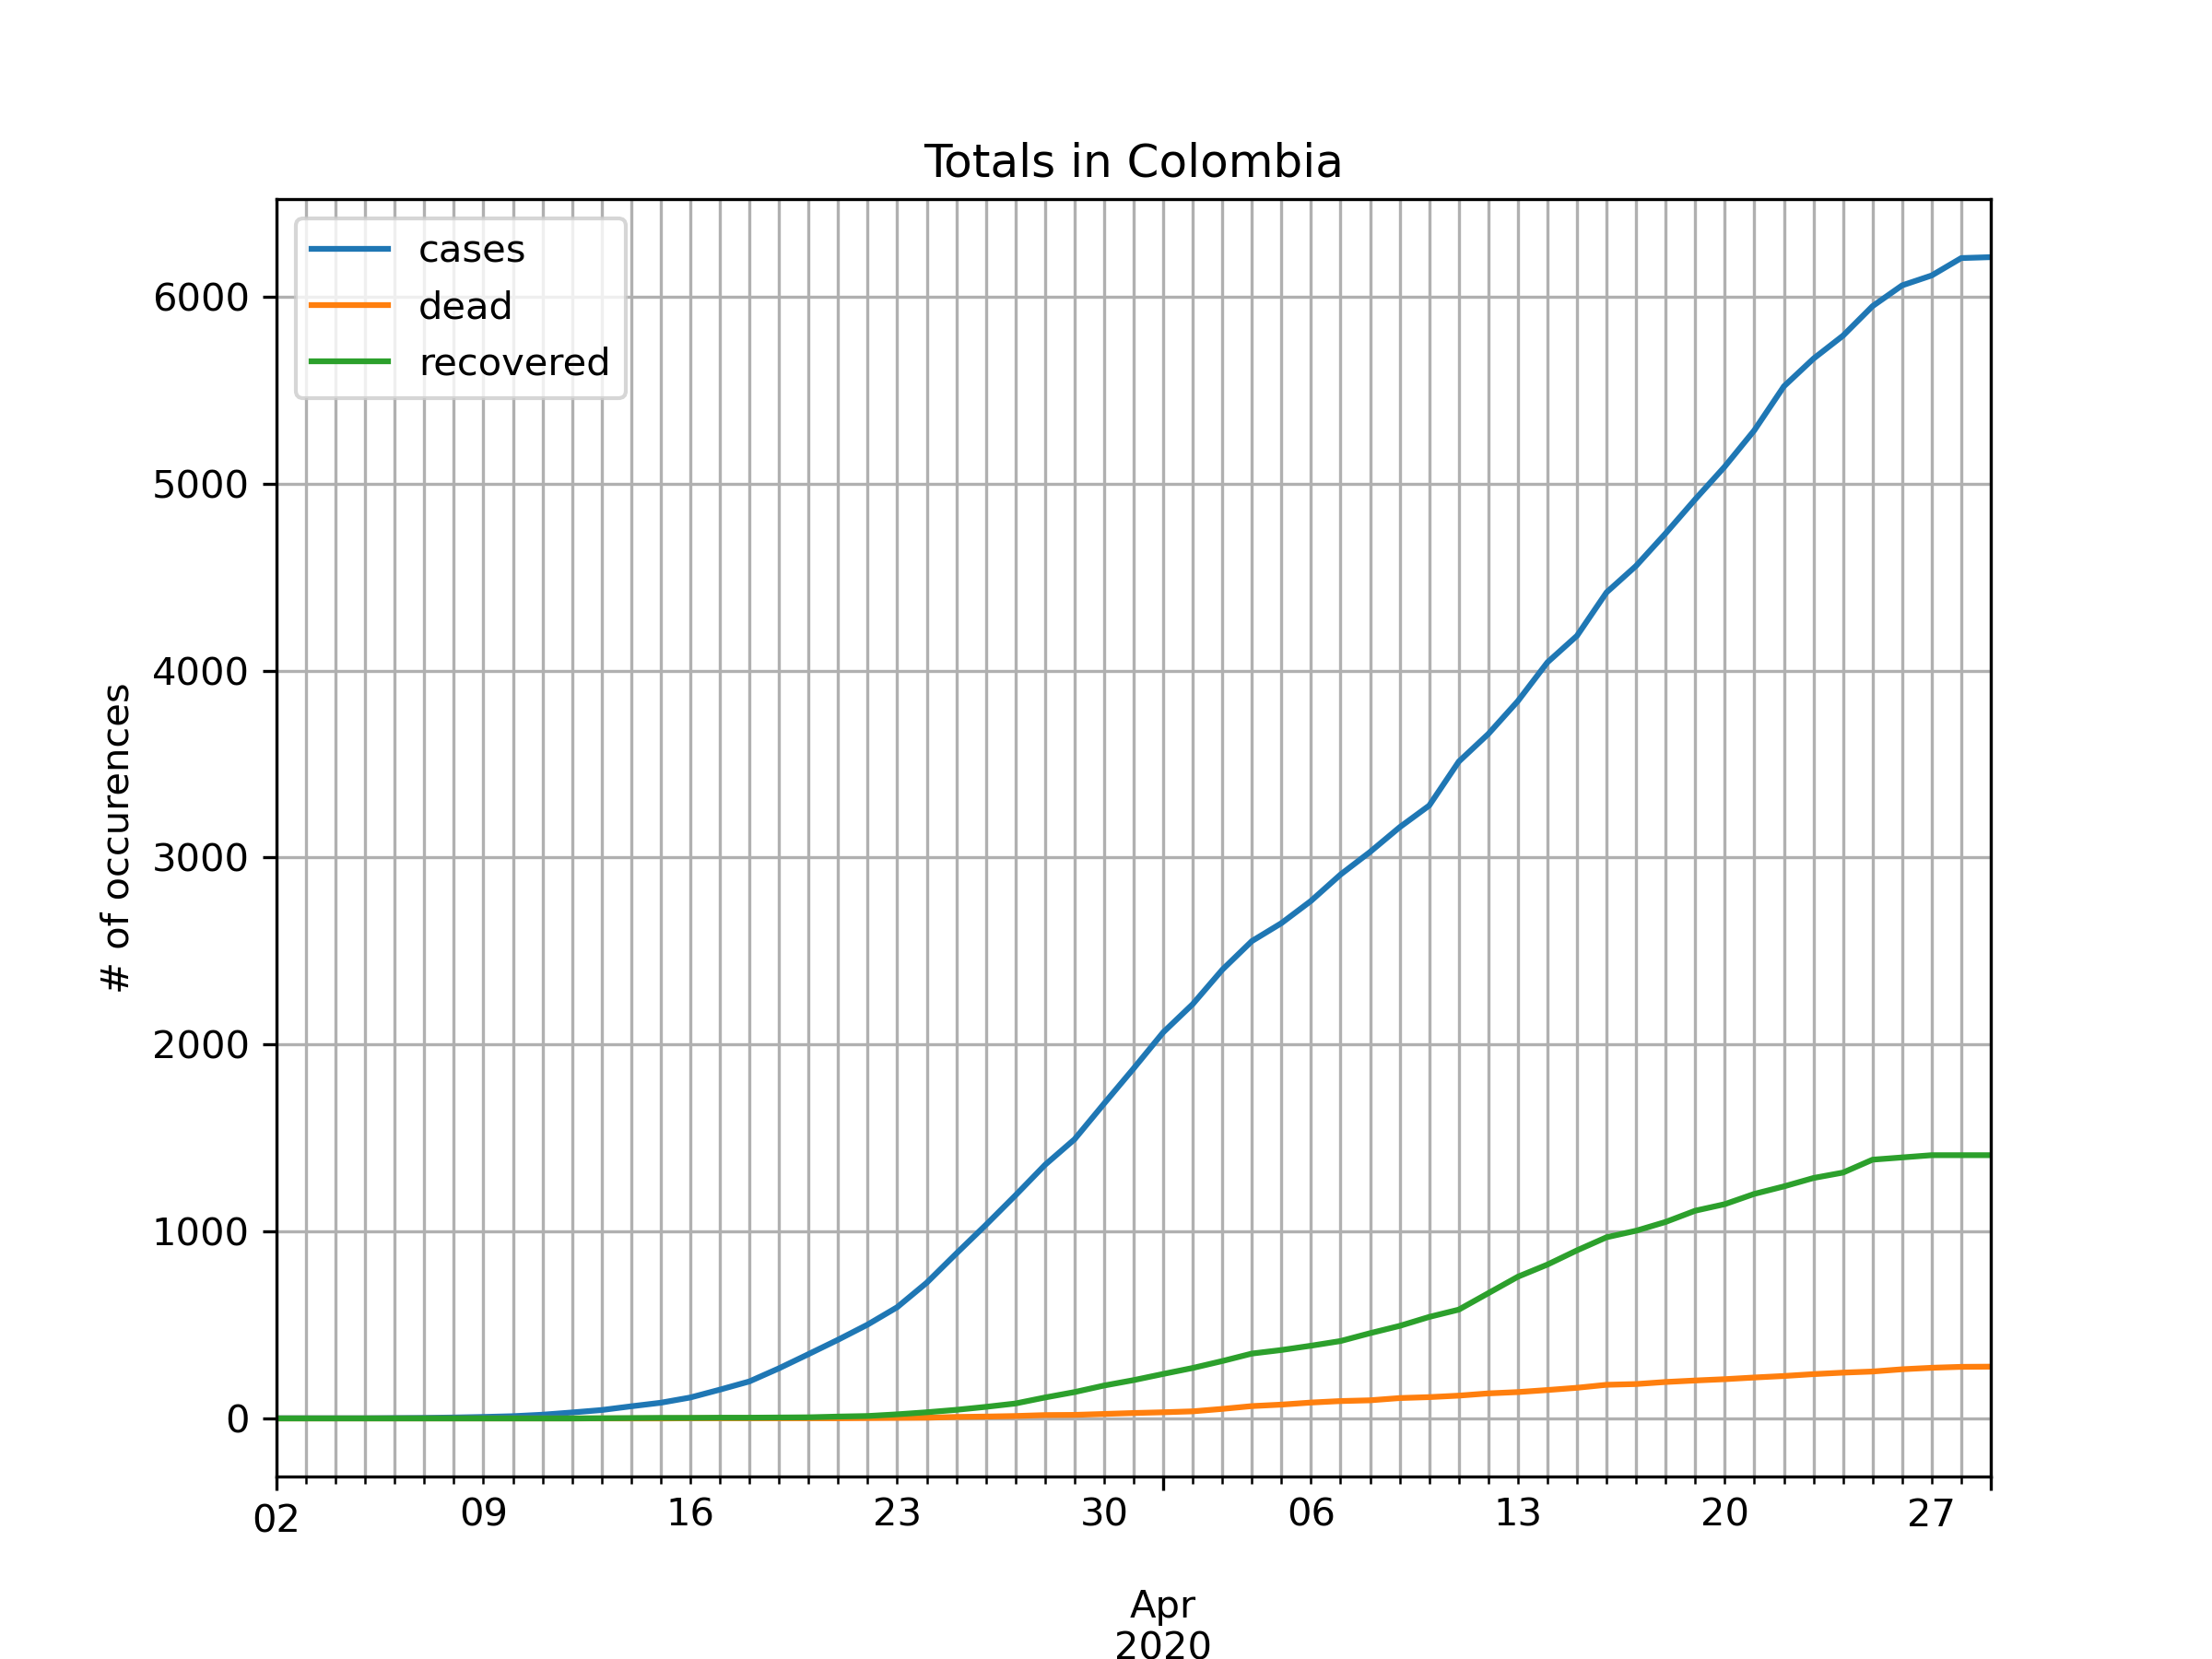 Totals in Colombia
cases
dead
recovered
# of occurences
6000
5000
4000
3000
2000
1000
0
02 09 16 23 30 06 13 20 27
Apr
2020